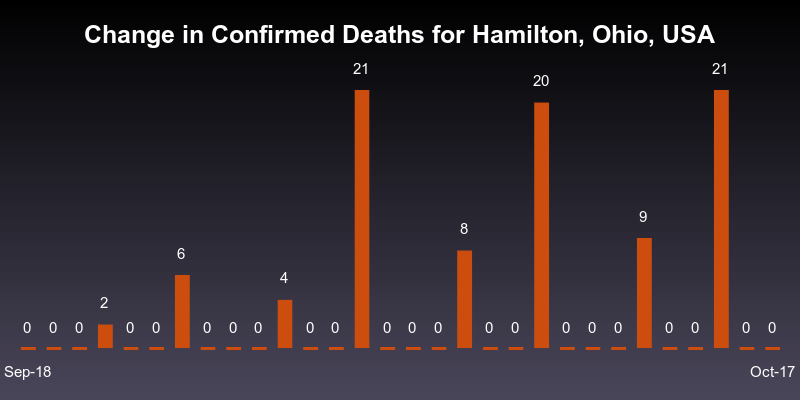 Change in Confirmed Deaths for Hamilton, Ohio, USA
0 0 0 2 0 0 6 0 0 0 4 0 0 21 0 0 0 8 0 0 20 0 0 0 9 0 0 21 0 0
Sep-18 Oct-17